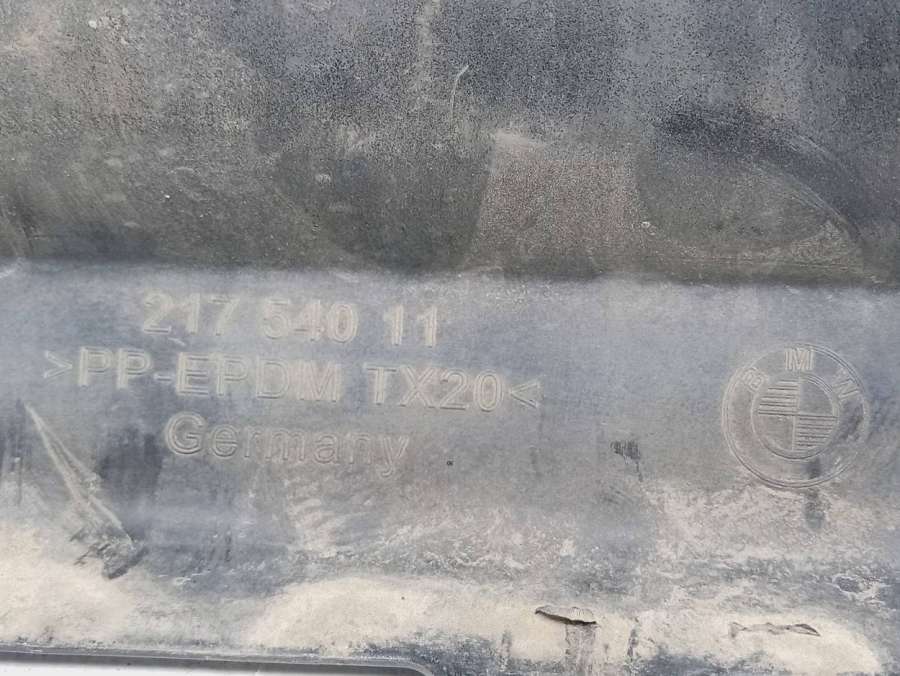 217 540 11
>PP-EPDM TX20<
Germany
BMW